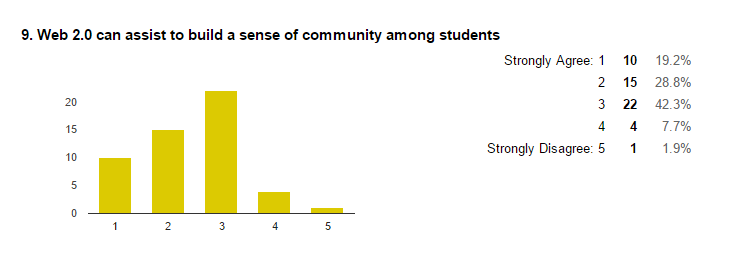 9. Web 2.0 can assist to build a sense of community among students
Strongly Agree: 1 10 19.2%
2 15 28.8%
3 22 42.3%
4 4 7.7%
Strongly Disagree: 5 1 1.9%
20
15
10
5
0
1 2 3 4 5